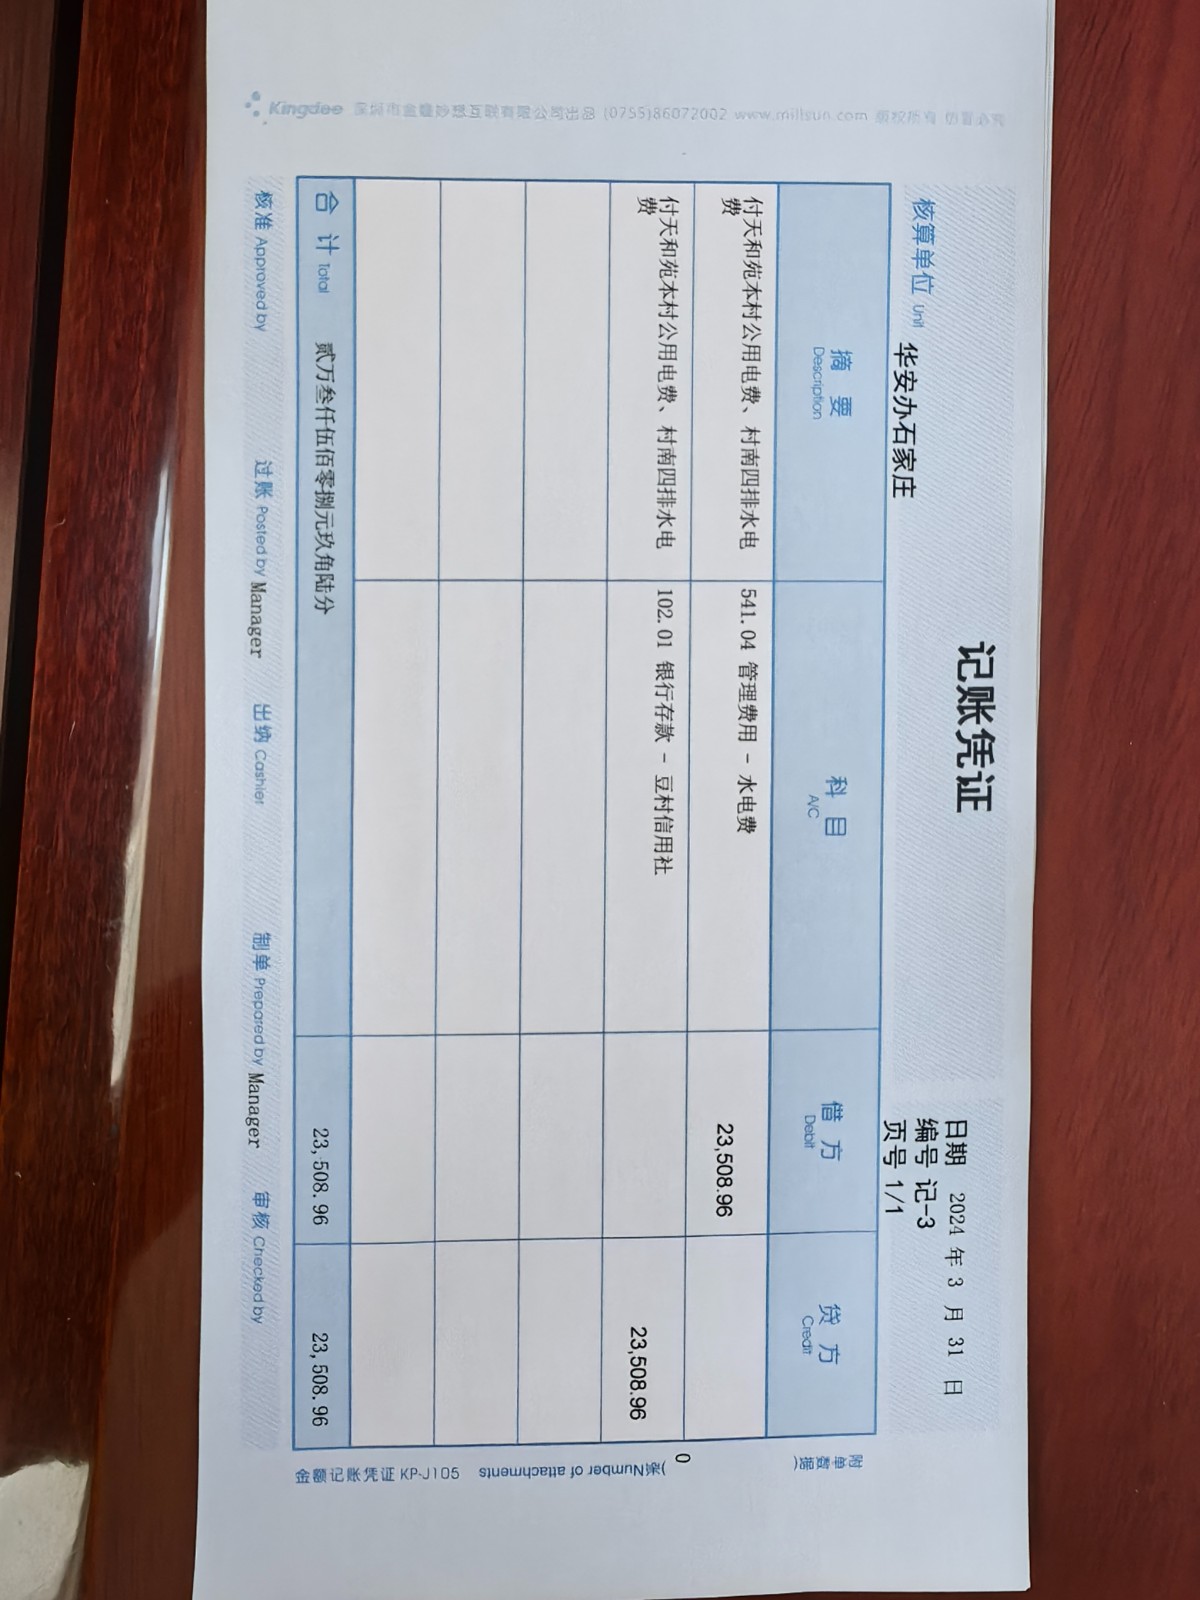 记账凭证
日期 2024 年 3 月 31 日
编号 记-3
页号 1/1
核算单位 Unit 华安办石家庄
摘 要 科 目 借 方 贷 方
Description A/C Debit Credit
付天和苑本村公用电费、村南四排水电 541.04 管理费用 - 水电费 23,508.96
费
付天和苑本村公用电费、村南四排水电 102.01 银行存款 - 豆村信用社 23,508.96
费
合 计 Total 贰万叁仟伍佰零捌元玖角陆分 23,508.96 23,508.96
核准 Approved by 过账 Posted by Manager 出纳 Cashier 制单 Prepared by Manager 审核 Checked by
附单数据(
0
张)Number of attachments
金额记账凭证 KP-J105
Kingdee 深圳市金蝶妙想互联有限公司出品 (0755)86072002 www.millsun.com 版权所有 仿冒必究